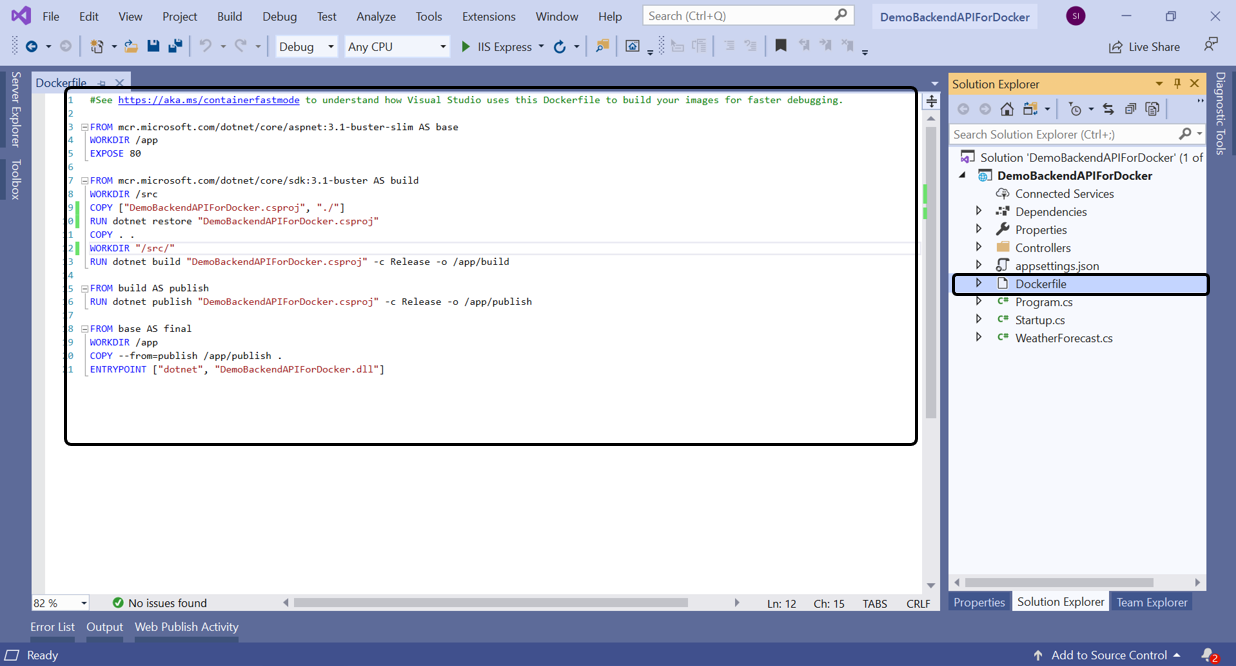 File Edit View Project Build Debug Test Analyze Tools Extensions Window Help Search (Ctrl+Q) DemoBackendAPIForDocker SI
Debug Any CPU IIS Express Live Share
Server Explorer
Toolbox
Dockerfile
1 #See https://aka.ms/containerfastmode to understand how Visual Studio uses this Dockerfile to build your images for faster debugging.
2
3 FROM mcr.microsoft.com/dotnet/core/aspnet:3.1-buster-slim AS base
4 WORKDIR /app
5 EXPOSE 80
6
7 FROM mcr.microsoft.com/dotnet/core/sdk:3.1-buster AS build
8 WORKDIR /src
9 COPY ["DemoBackendAPIForDocker.csproj", "./"]
0 RUN dotnet restore "DemoBackendAPIForDocker.csproj"
1 COPY . .
2 WORKDIR "/src/"
3 RUN dotnet build "DemoBackendAPIForDocker.csproj" -c Release -o /app/build
4
5 FROM build AS publish
6 RUN dotnet publish "DemoBackendAPIForDocker.csproj" -c Release -o /app/publish
7
8 FROM base AS final
9 WORKDIR /app
0 COPY --from=publish /app/publish .
1 ENTRYPOINT ["dotnet", "DemoBackendAPIForDocker.dll"]
82 % No issues found Ln: 12 Ch: 15 TABS CRLF
Solution Explorer
Search Solution Explorer (Ctrl+;)
Solution 'DemoBackendAPIForDocker' (1 of
DemoBackendAPIForDocker
Connected Services
Dependencies
Properties
Controllers
appsettings.json
Dockerfile
C# Program.cs
C# Startup.cs
C# WeatherForecast.cs
Properties Solution Explorer Team Explorer
Diagnostic Tools
Error List Output Web Publish Activity
Ready Add to Source Control 2